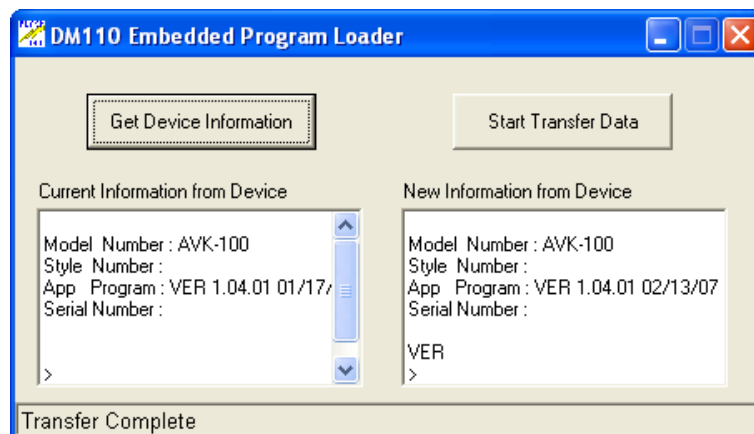 DM110 Embedded Program Loader
Get Device Information
Start Transfer Data
Current Information from Device
Model Number : AVK-100
Style Number :
App Program : VER 1.04.01 01/17/
Serial Number :
>
New Information from Device
Model Number : AVK-100
Style Number :
App Program : VER 1.04.01 02/13/07
Serial Number :
VER
>
Transfer Complete